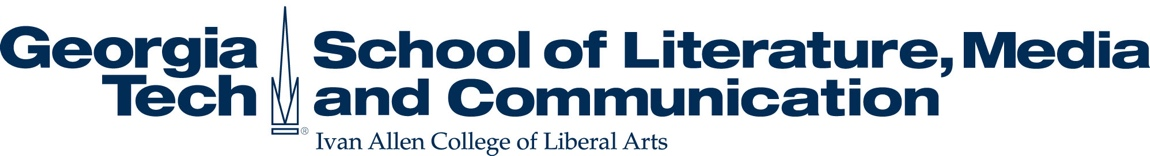 Georgia Tech
®
School of Literature, Media
and Communication
Ivan Allen College of Liberal Arts